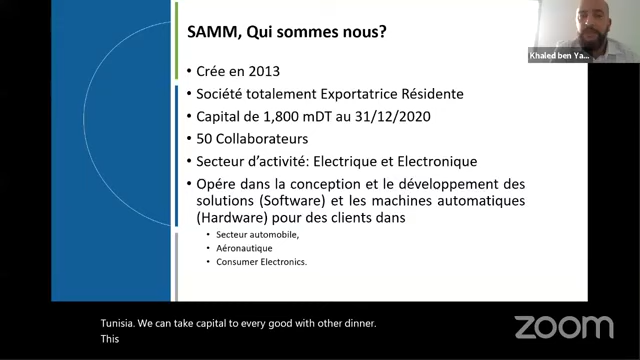 SAMM, Qui sommes nous?
Khaled ben Ya...
• Crée en 2013
• Société totalement Exportatrice Résidente
• Capital de 1,800 mDT au 31/12/2020
• 50 Collaborateurs
• Secteur d'activité: Electrique et Electronique
• Opére dans la conception et le développement des
solutions (Software) et les machines automatiques
(Hardware) pour des clients dans
• Secteur automobile,
• Aéronautique
• Consumer Electronics.
Tunisia. We can take capital to every good with other dinner.
This
zoom